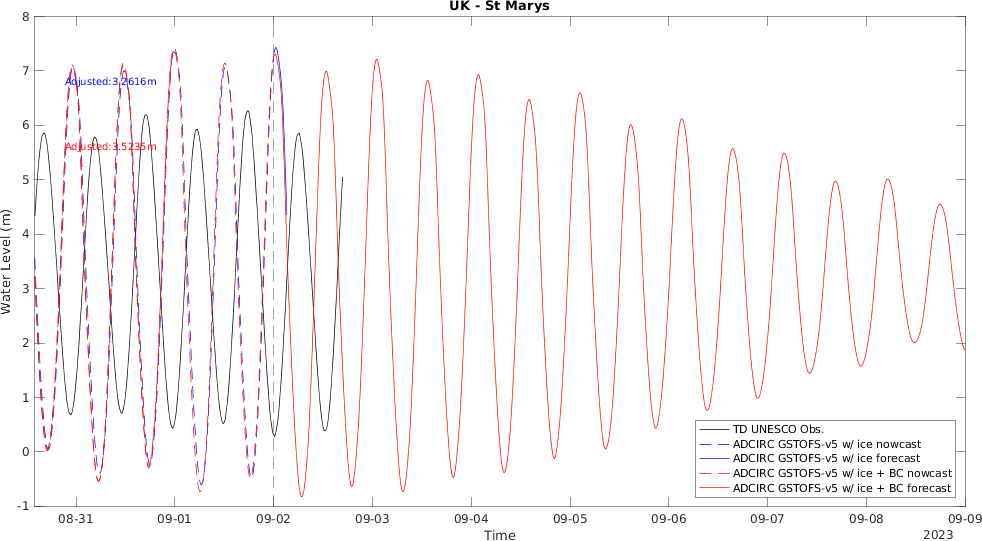 UK - St Marys
8
7
6
5
4
3
2
1
0
-1
Water Level (m)
Adjusted:3.2616m
Adjusted:3.5235m
TD UNESCO Obs.
ADCIRC GSTOFS-v5 w/ ice nowcast
ADCIRC GSTOFS-v5 w/ ice forecast
ADCIRC GSTOFS-v5 w/ ice + BC nowcast
ADCIRC GSTOFS-v5 w/ ice + BC forecast
08-31 09-01 09-02 09-03 09-04 09-05 09-06 09-07 09-08 09-09
Time
2023